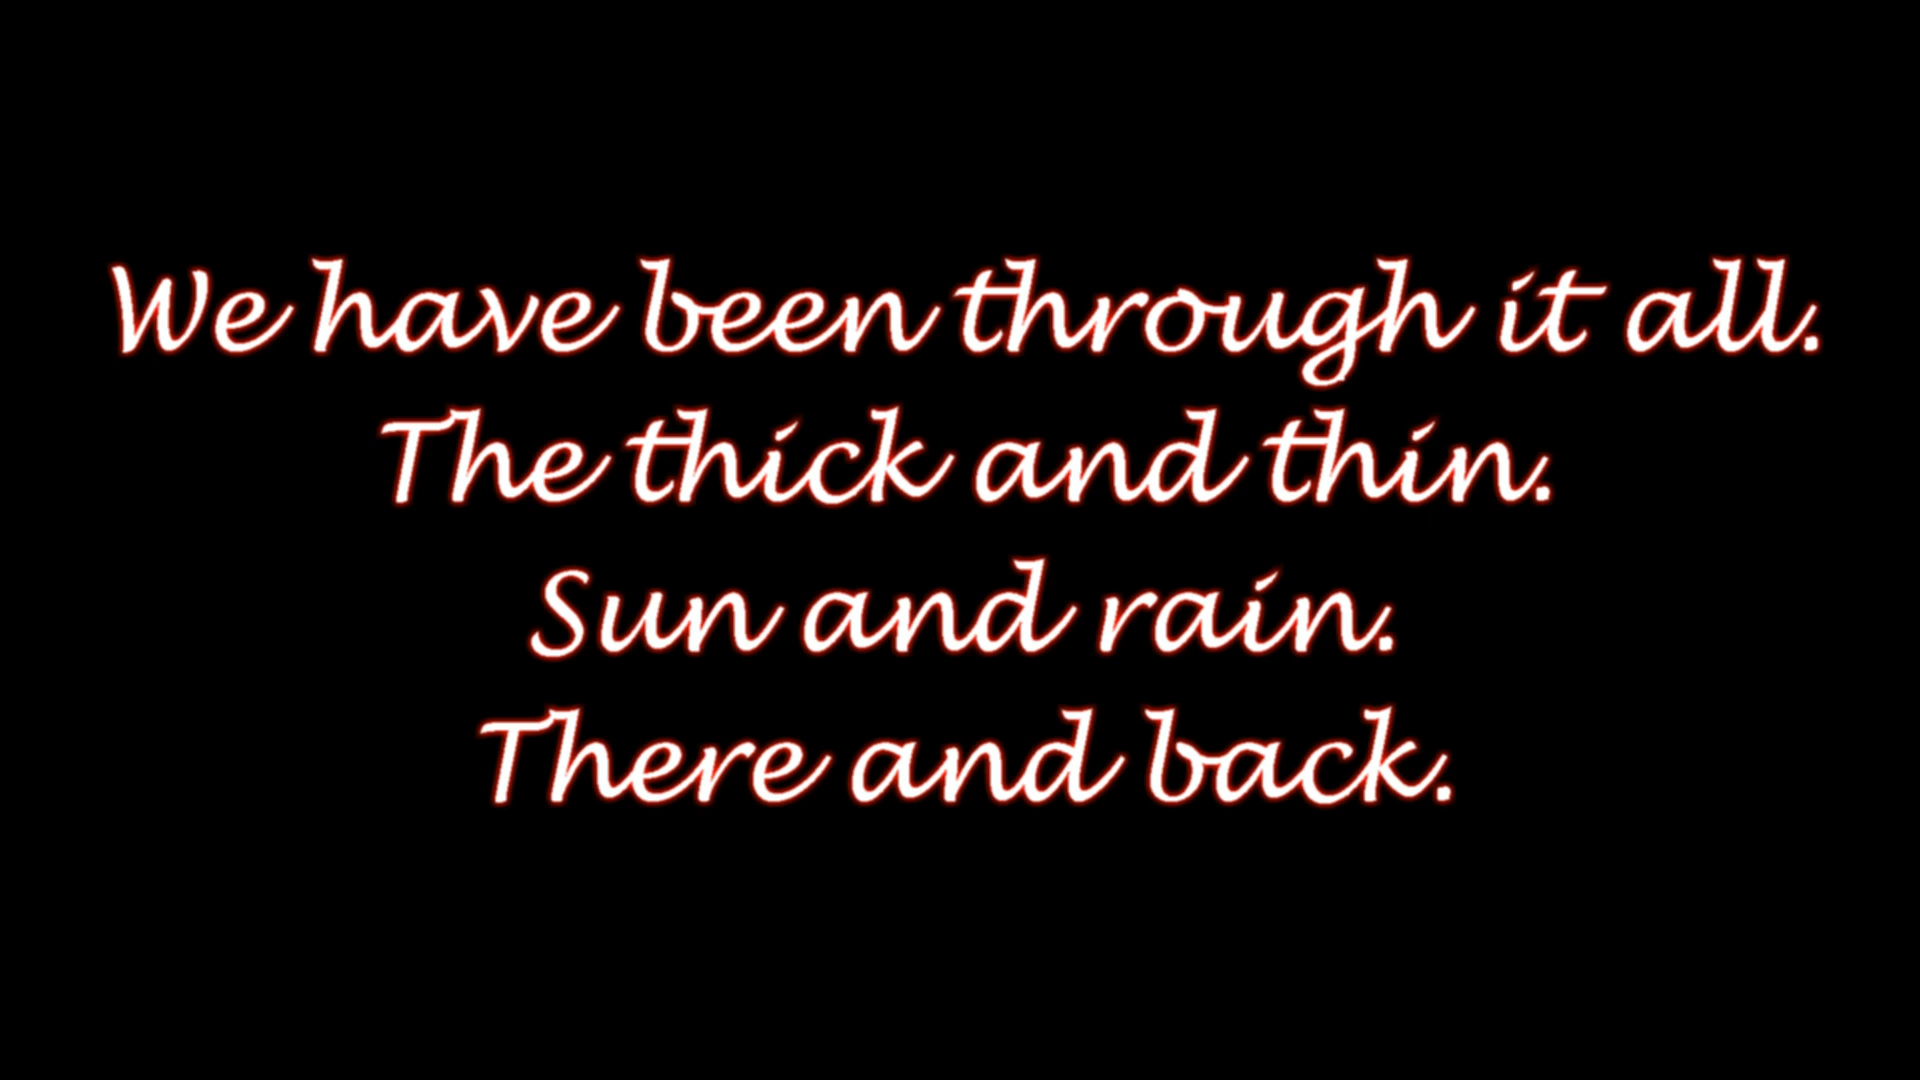 We have been through it all.
The thick and thin.
Sun and rain.
There and back.